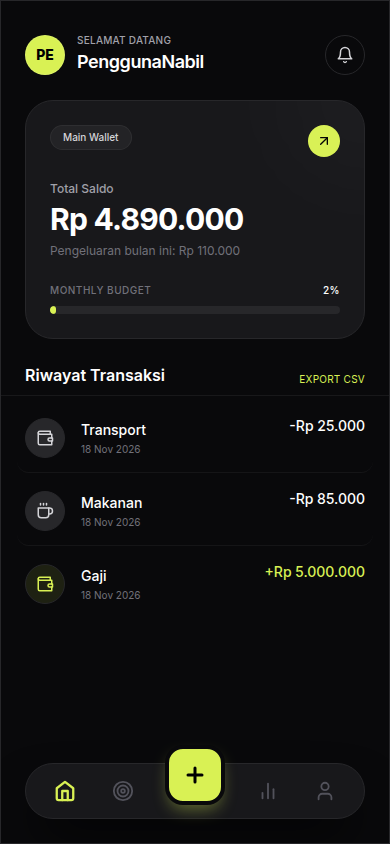 PE
SELAMAT DATANG
PenggunaNabil
Main Wallet
Total Saldo
Rp 4.890.000
Pengeluaran bulan ini: Rp 110.000
MONTHLY BUDGET 2%
Riwayat Transaksi EXPORT CSV
Transport -Rp 25.000
18 Nov 2026
Makanan -Rp 85.000
18 Nov 2026
Gaji +Rp 5.000.000
18 Nov 2026